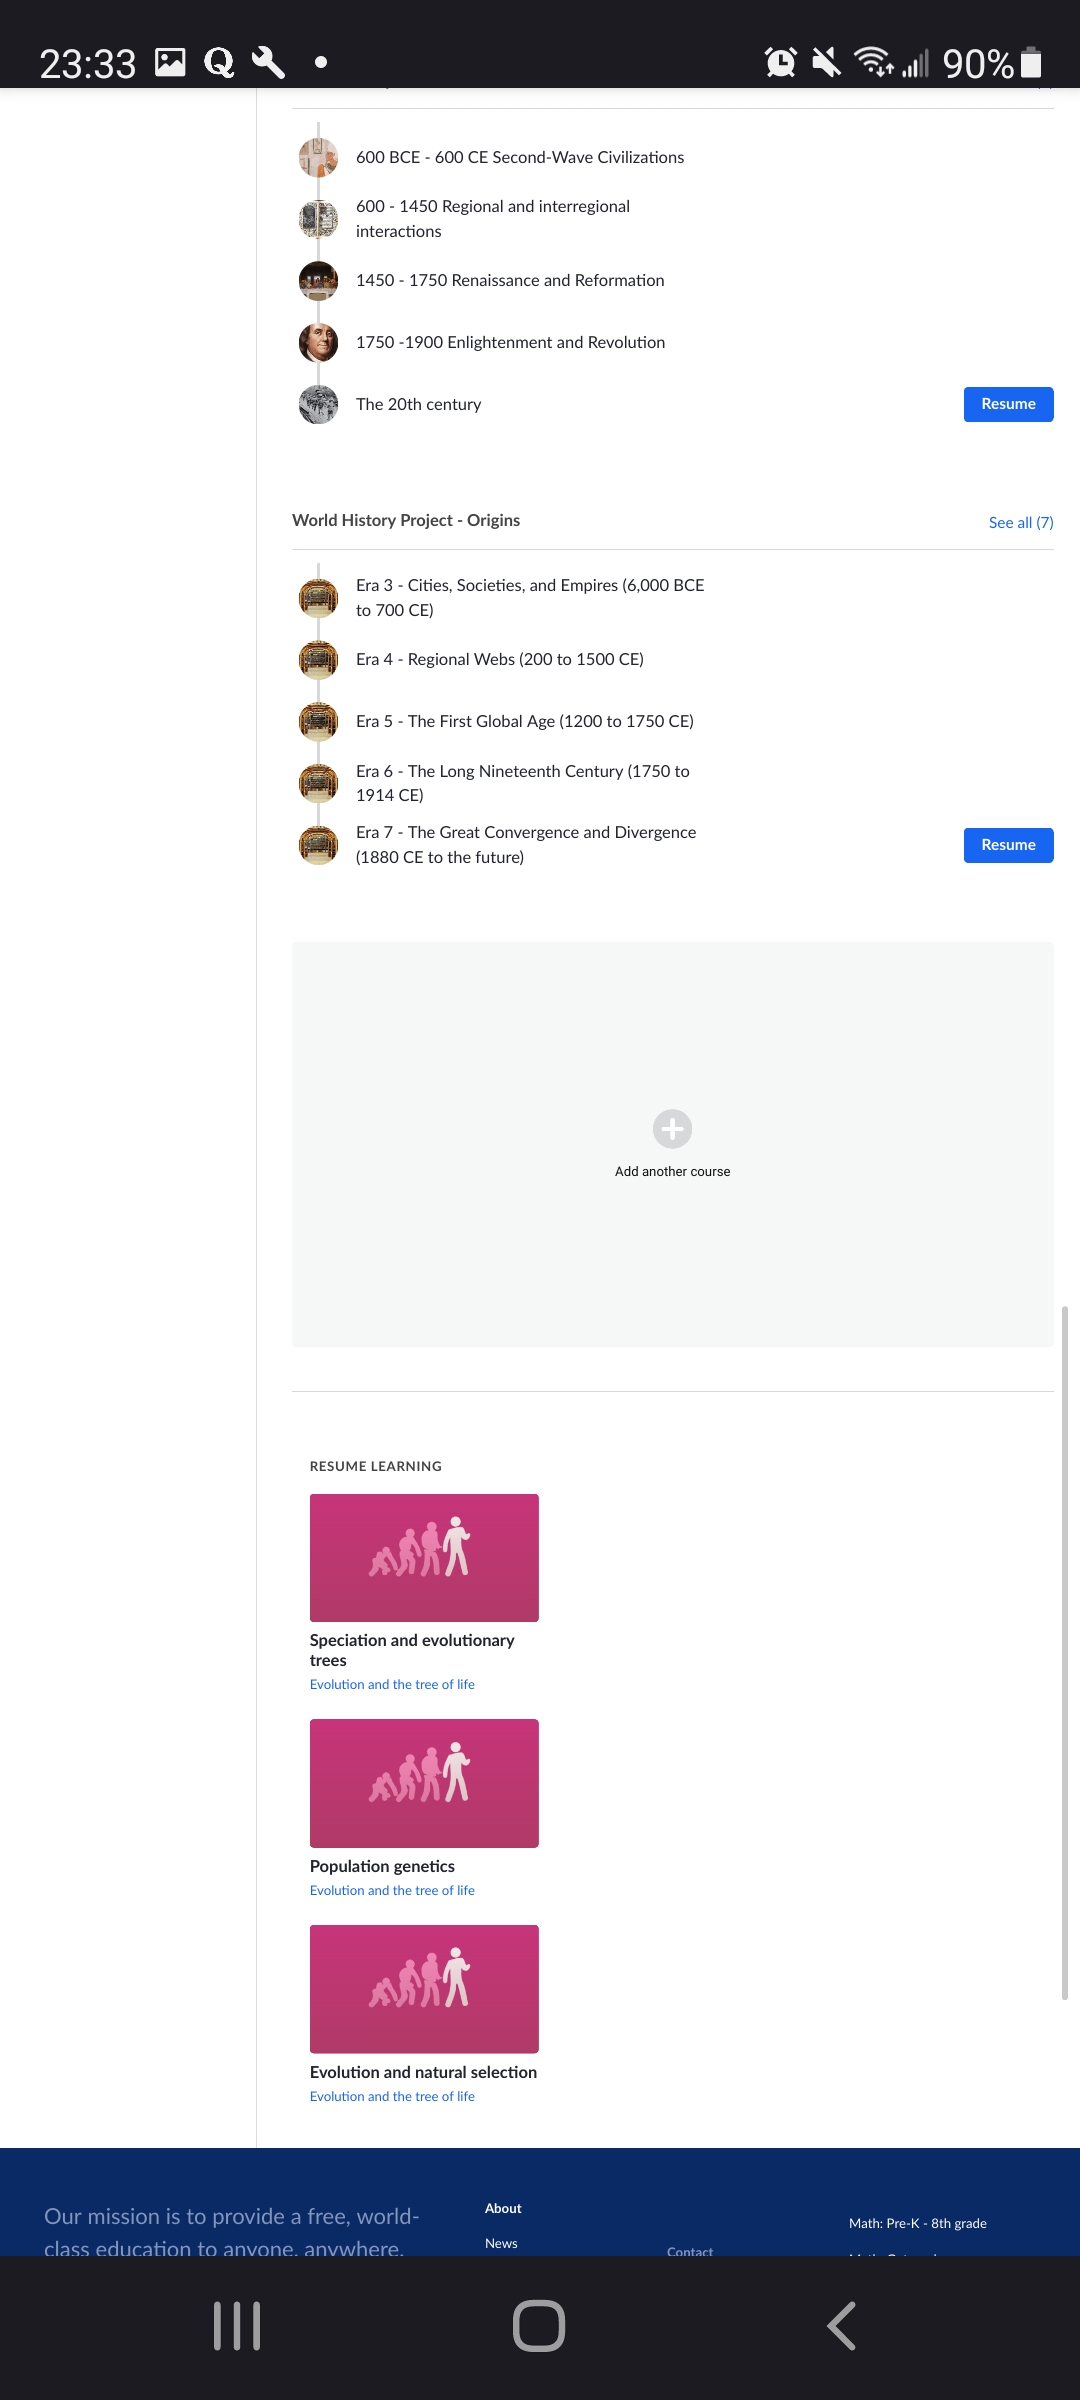 23:33
90%
600 BCE - 600 CE Second-Wave Civilizations
600 - 1450 Regional and interregional
interactions
1450 - 1750 Renaissance and Reformation
1750 -1900 Enlightenment and Revolution
The 20th century
Resume
World History Project - Origins
See all (7)
Era 3 - Cities, Societies, and Empires (6,000 BCE
to 700 CE)
Era 4 - Regional Webs (200 to 1500 CE)
Era 5 - The First Global Age (1200 to 1750 CE)
Era 6 - The Long Nineteenth Century (1750 to
1914 CE)
Era 7 - The Great Convergence and Divergence
(1880 CE to the future)
Resume
Add another course
RESUME LEARNING
Speciation and evolutionary
trees
Evolution and the tree of life
Population genetics
Evolution and the tree of life
Evolution and natural selection
Evolution and the tree of life
Our mission is to provide a free, world-
class education to anyone, anywhere.
About
News
Contact
Math: Pre-K - 8th grade